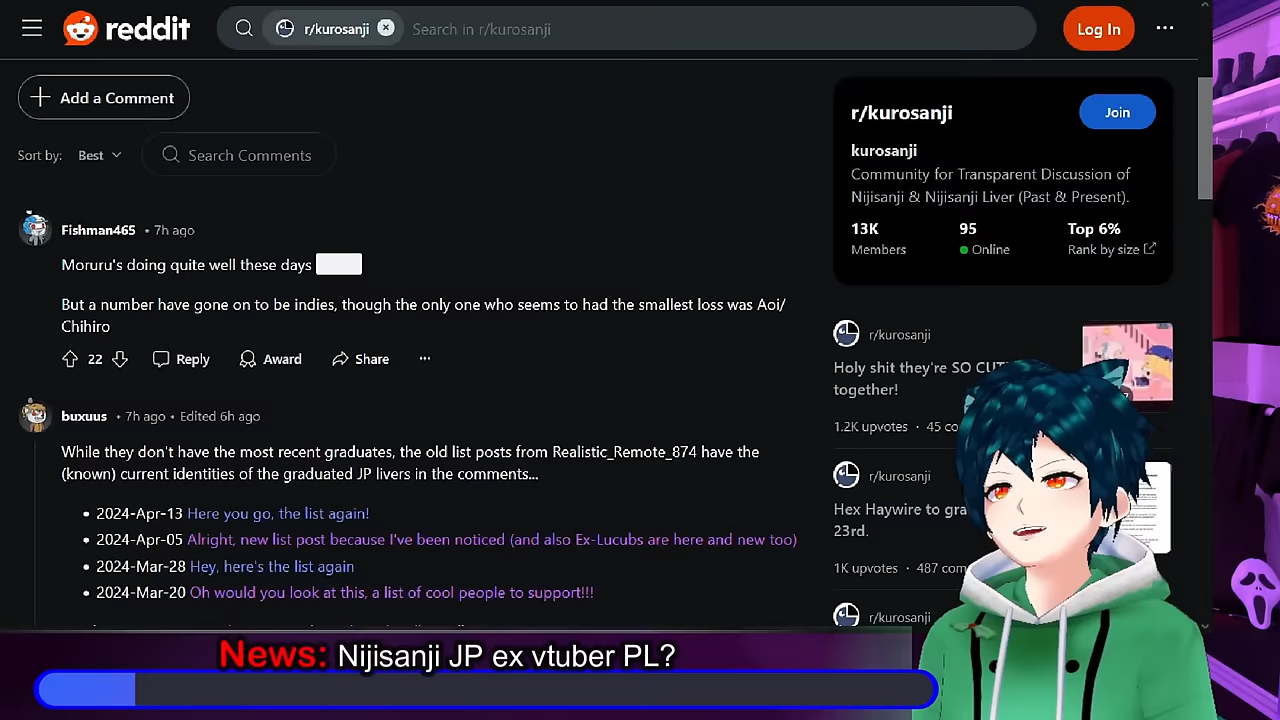 reddit
r/kurosanji
Search in r/kurosanji
Log In
Add a Comment
Sort by:
Best
Search Comments
Fishman465 • 7h ago
Moruru's doing quite well these days
But a number have gone on to be indies, though the only one who seems to had the smallest loss was Aoi/
Chihiro
22
Reply
Award
Share
buxuus • 7h ago • Edited 6h ago
While they don't have the most recent graduates, the old list posts from Realistic_Remote_874 have the
(known) current identities of the graduated JP livers in the comments...
• 2024-Apr-13 Here you go, the list again!
• 2024-Apr-05 Alright, new list post because I've been noticed (and also Ex-Lucubs are here and new too)
• 2024-Mar-28 Hey, here's the list again
• 2024-Mar-20 Oh would you look at this, a list of cool people to support!!!
r/kurosanji
Join
kurosanji
Community for Transparent Discussion of
Nijisanji & Nijisanji Liver (Past & Present).
13K 95 Top 6%
Members Online Rank by size
r/kurosanji
Holy shit they're SO
together!
1.2K upvotes • 45
r/kurosanji
Hex Haywire to
23rd.
1K upvotes • 487
r/kurosanji
News: Nijisanji JP ex vtuber PL?